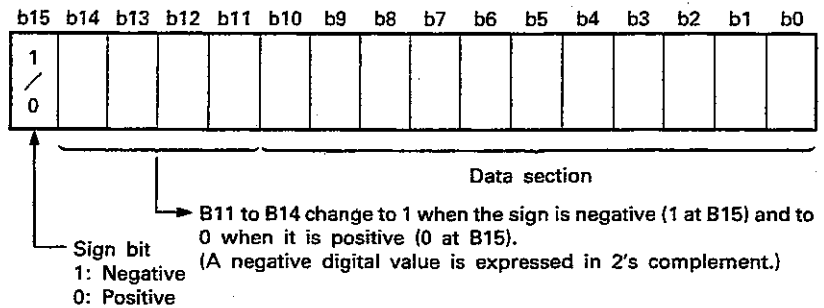 b15 b14 b13 b12 b11 b10 b9 b8 b7 b6 b5 b4 b3 b2 b1 b0
1
/
0
Data section
B11 to B14 change to 1 when the sign is negative (1 at B15) and to
0 when it is positive (0 at B15).
(A negative digital value is expressed in 2's complement.)
Sign bit
1: Negative
0: Positive